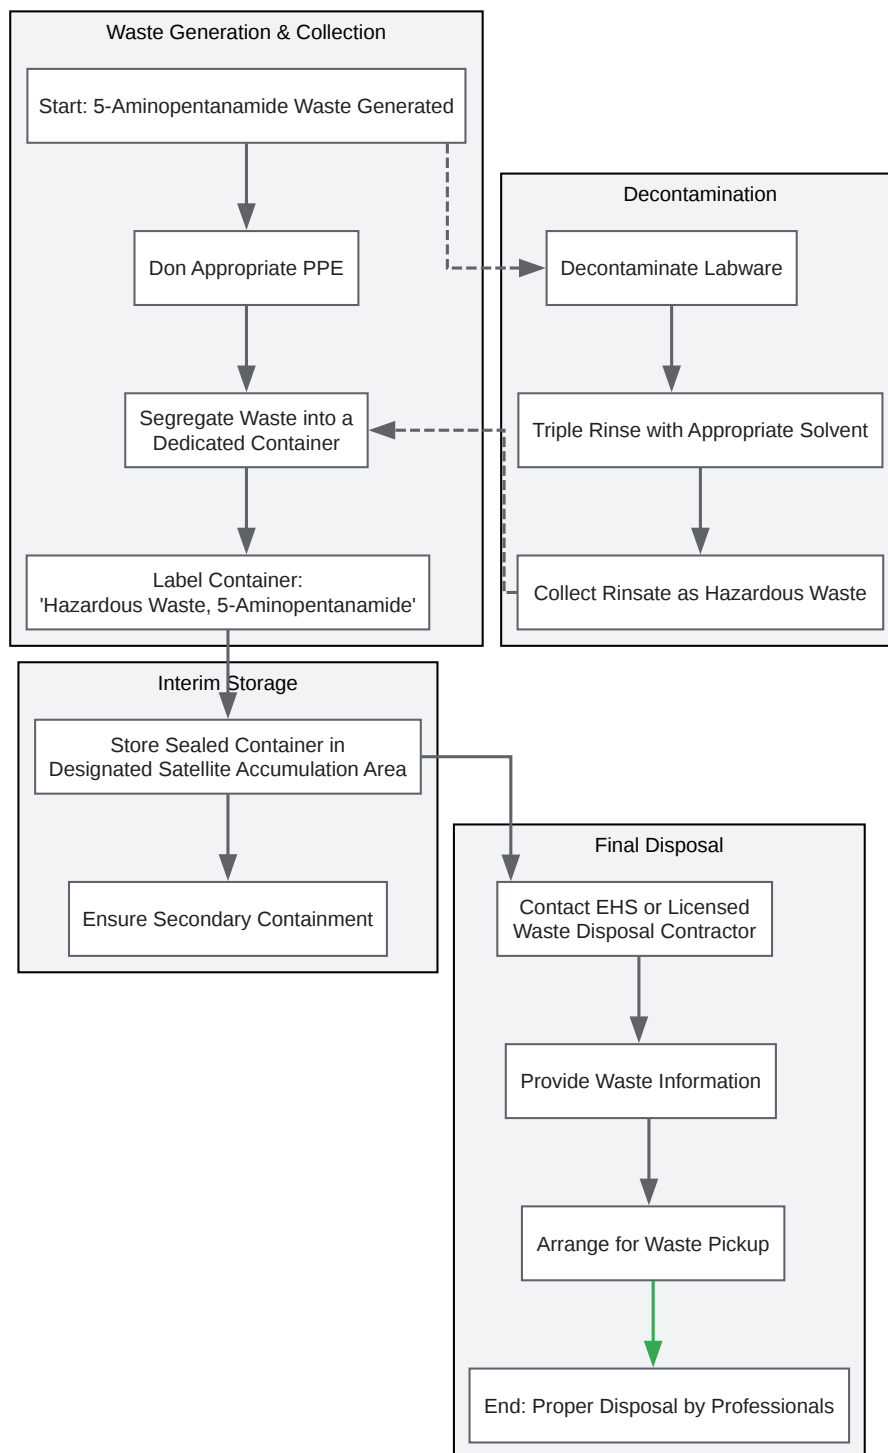 Waste Generation & Collection
Start: 5-Aminopentanamide Waste Generated
Don Appropriate PPE
Segregate Waste into a
Dedicated Container
Label Container:
'Hazardous Waste, 5-Aminopentanamide'
Decontamination
Decontaminate Labware
Triple Rinse with Appropriate Solvent
Collect Rinsate as Hazardous Waste
Interim Storage
Store Sealed Container in
Designated Satellite Accumulation Area
Ensure Secondary Containment
Final Disposal
Contact EHS or Licensed
Waste Disposal Contractor
Provide Waste Information
Arrange for Waste Pickup
End: Proper Disposal by Professionals